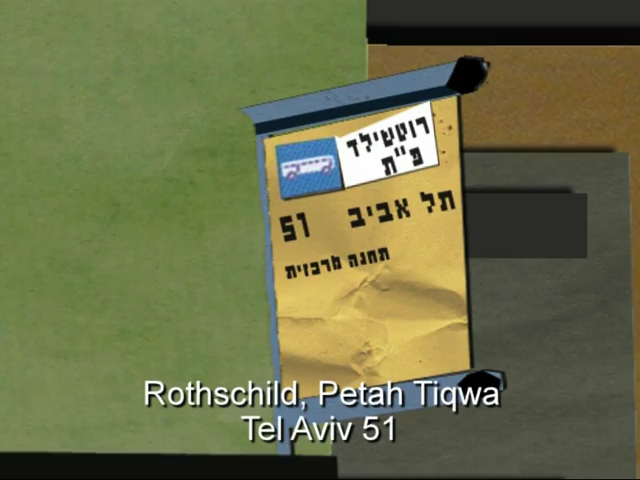 רוטשילד
פ"ת
תל אביב 51
תחנה מרכזית
Rothschild, Petah Tiqwa
Tel Aviv 51